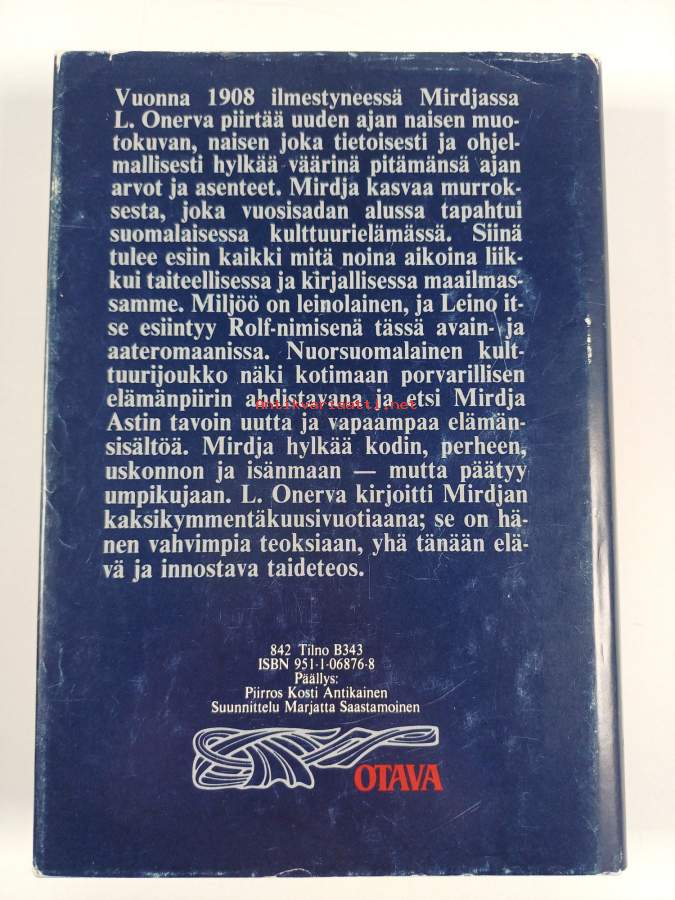 Vuonna 1908 ilmestyneessä Mirdjassa
L. Onerva piirtää uuden ajan naisen muo-
tokuvan, naisen joka tietoisesti ja ohjel-
mallisesti hylkää väärinä pitämänsä ajan
arvot ja asenteet. Mirdja kasvaa murrok-
sesta, joka vuosisadan alussa tapahtui
suomalaisessa kulttuurielämässä. Siinä
tulee esiin kaikki mitä noina aikoina liik-
kui taiteellisessa ja kirjallisessa maailmas-
samme. Miljöö on leinolainen, ja Leino it-
se esiintyy Rolf-nimisenä tässä avain- ja
aateromaanissa. Nuorsuomalainen kult-
tuurijoukko näki kotimaan porvarillisen
elämänpiirin ahdistavana ja etsi Mirdja
Antikvariaatti.net
Astin tavoin uutta ja vapaampaa elämän-
sisältöä. Mirdja hylkää kodin, perheen,
uskonnon ja isänmaan — mutta päätyy
umpikujaan. L. Onerva kirjoitti Mirdjan
kaksikymmentäkuusivuotiaana; se on hä-
nen vahvimpia teoksiaan, yhä tänään elä-
vä ja innostava taideteos.
842 Tilno B343
ISBN 951-1-06876-8
Päällys:
Piirros Kosti Antikainen
Suunnittelu Marjatta Saastamoinen
OTAVA